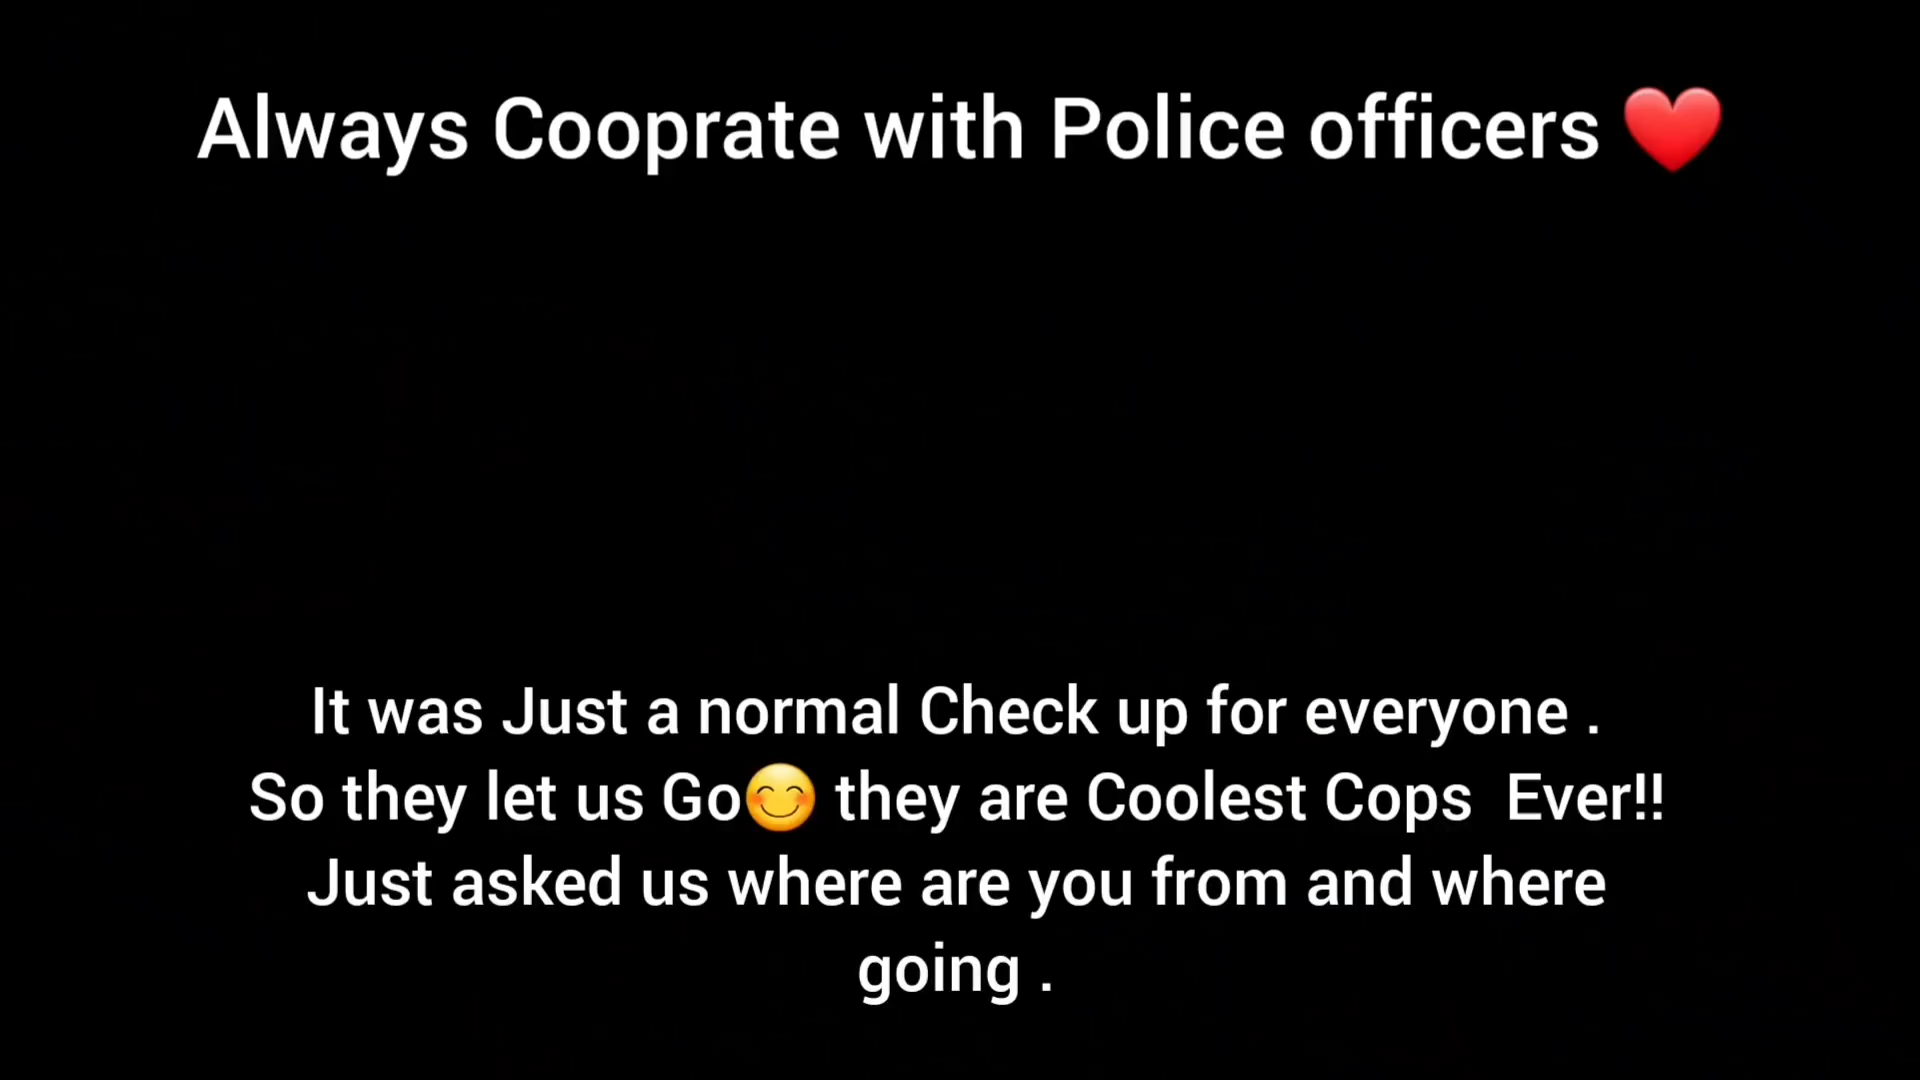 Always Cooprate with Police officers ❤️
It was Just a normal Check up for everyone .
So they let us Go😊 they are Coolest Cops  Ever!!
Just asked us where are you from and where
going .